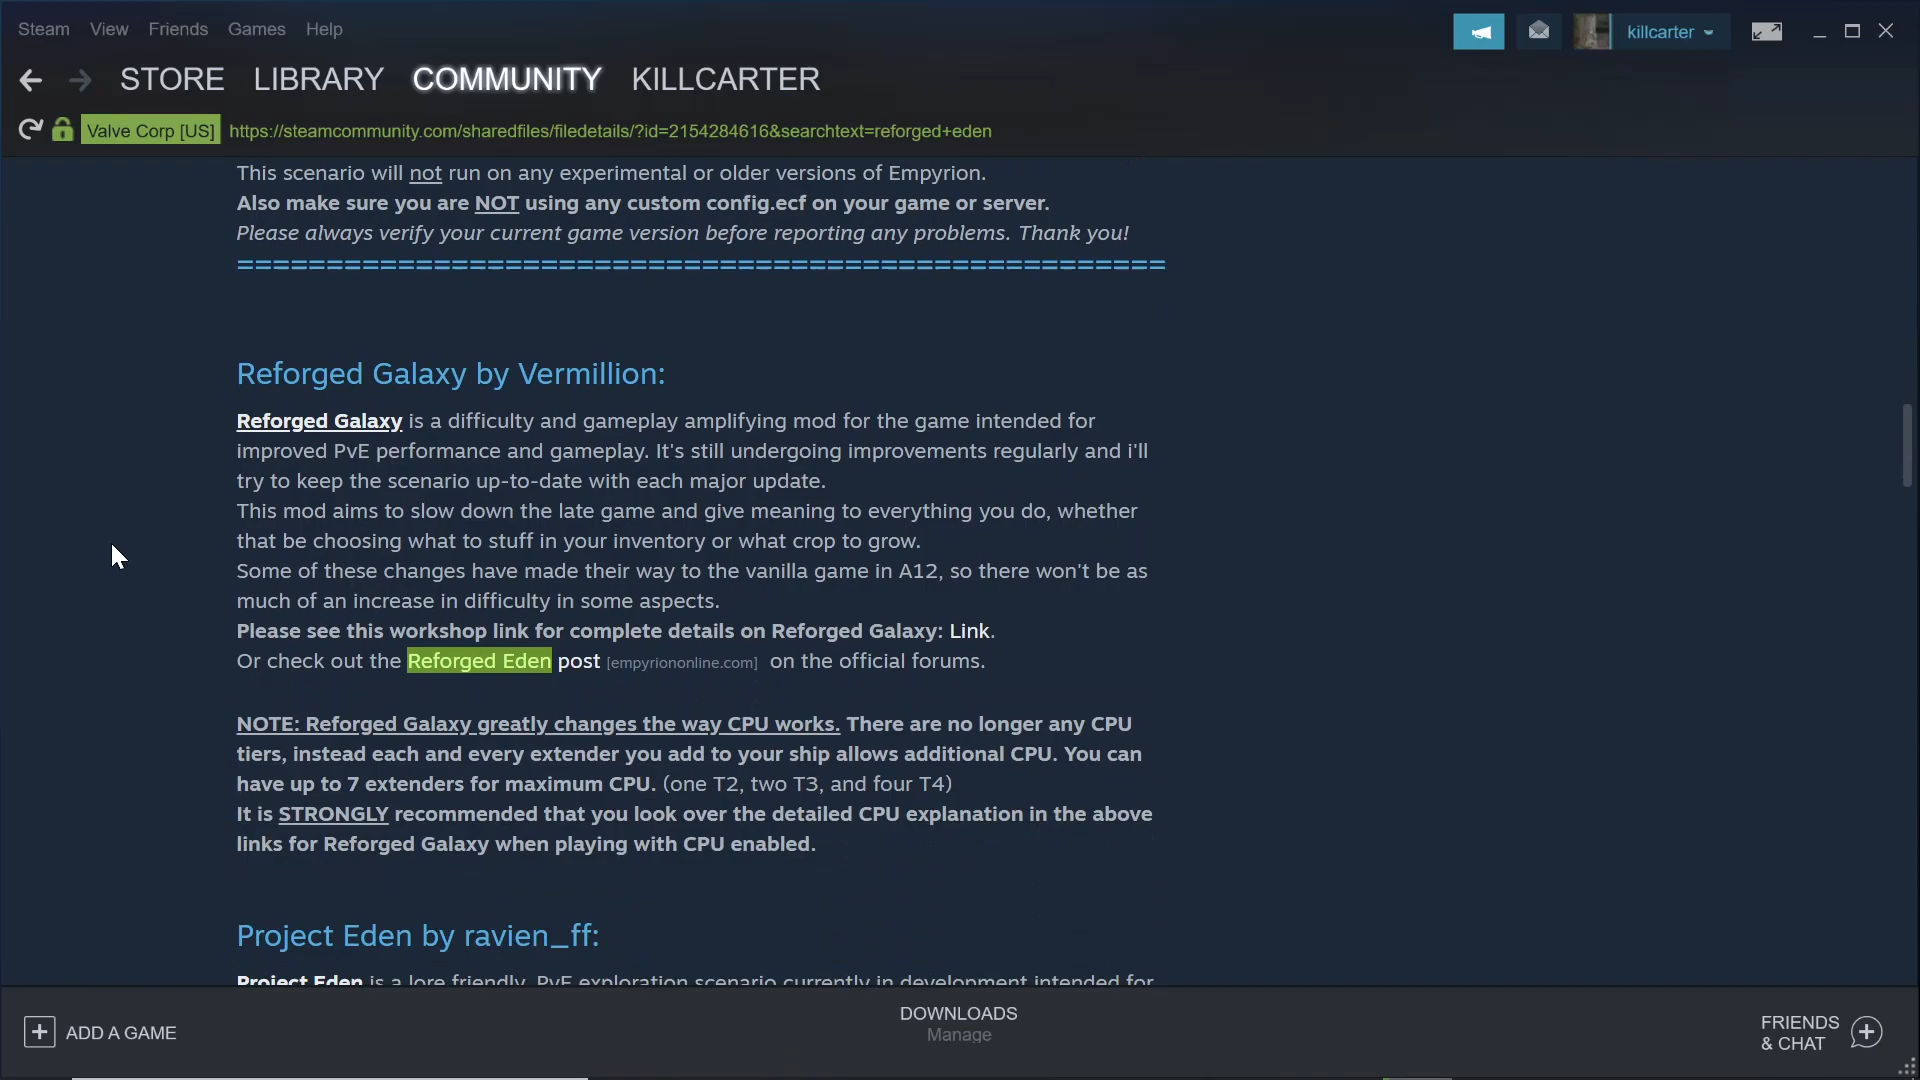 Steam View Friends Games Help
killcarter
STORE LIBRARY COMMUNITY KILLCARTER
Valve Corp [US] https://steamcommunity.com/sharedfiles/filedetails/?id=2154284616&searchtext=reforged+eden
This scenario will not run on any experimental or older versions of Empyrion.
Also make sure you are NOT using any custom config.ecf on your game or server.
Please always verify your current game version before reporting any problems. Thank you!
====================================================
Reforged Galaxy by Vermillion:
Reforged Galaxy is a difficulty and gameplay amplifying mod for the game intended for
improved PvE performance and gameplay. It's still undergoing improvements regularly and i'll
try to keep the scenario up-to-date with each major update.
This mod aims to slow down the late game and give meaning to everything you do, whether
that be choosing what to stuff in your inventory or what crop to grow.
Some of these changes have made their way to the vanilla game in A12, so there won't be as
much of an increase in difficulty in some aspects.
Please see this workshop link for complete details on Reforged Galaxy: Link.
Or check out the Reforged Eden post [empyriononline.com] on the official forums.
NOTE: Reforged Galaxy greatly changes the way CPU works. There are no longer any CPU
tiers, instead each and every extender you add to your ship allows additional CPU. You can
have up to 7 extenders for maximum CPU. (one T2, two T3, and four T4)
It is STRONGLY recommended that you look over the detailed CPU explanation in the above
links for Reforged Galaxy when playing with CPU enabled.
Project Eden by ravien_ff:
Project Eden is a lore friendly, PvE exploration scenario currently in development intended for
ADD A GAME
DOWNLOADS
Manage
FRIENDS
& CHAT